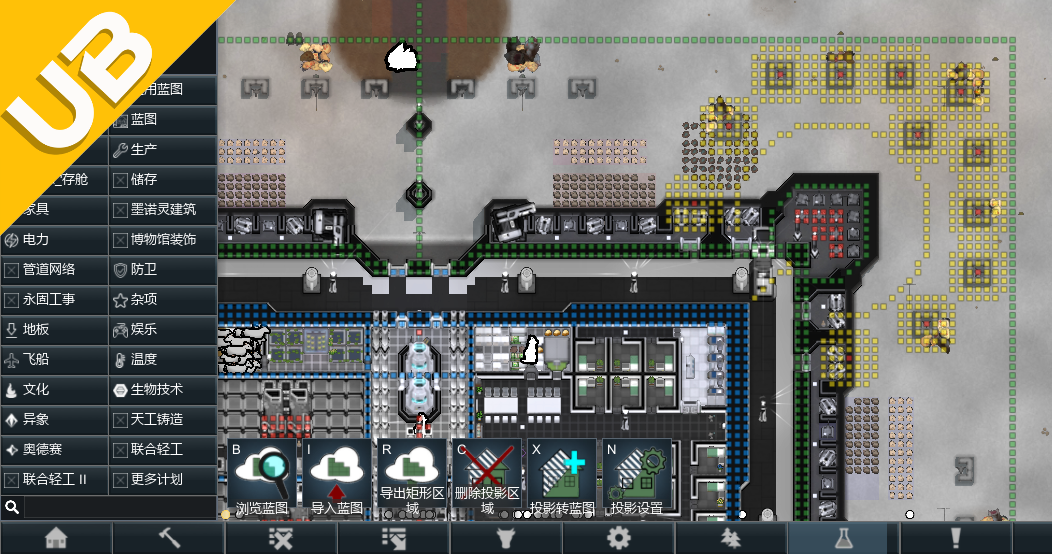 UB
用蓝图
蓝图
生产
存舱
储存
家具
墨诺灵建筑
电力
博物馆装饰
管道网络
防卫
永固工事
杂项
地板
娱乐
飞船
温度
文化
生物技术
异象
天工铸造
奥德赛
联合轻工
联合轻工 II
更多计划
B
浏览蓝图
I
导入蓝图
R
导出矩形区
域
C
删除投影区
域
X
投影转蓝图
N
投影设置